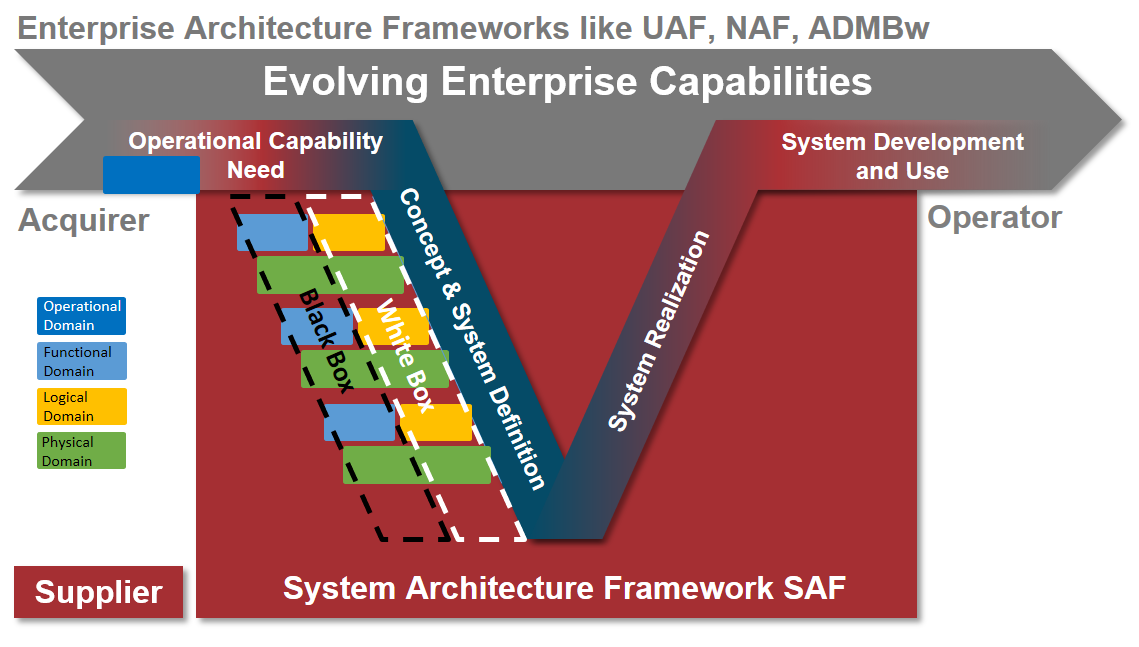 Enterprise Architecture Frameworks like UAF, NAF, ADMBw
Evolving Enterprise Capabilities
Operational Capability
Need
System Development
and Use
Acquirer
Operator
Concept & System Definition
System Realization
Black Box
White Box
Operational
Domain
Functional
Domain
Logical
Domain
Physical
Domain
Supplier
System Architecture Framework SAF